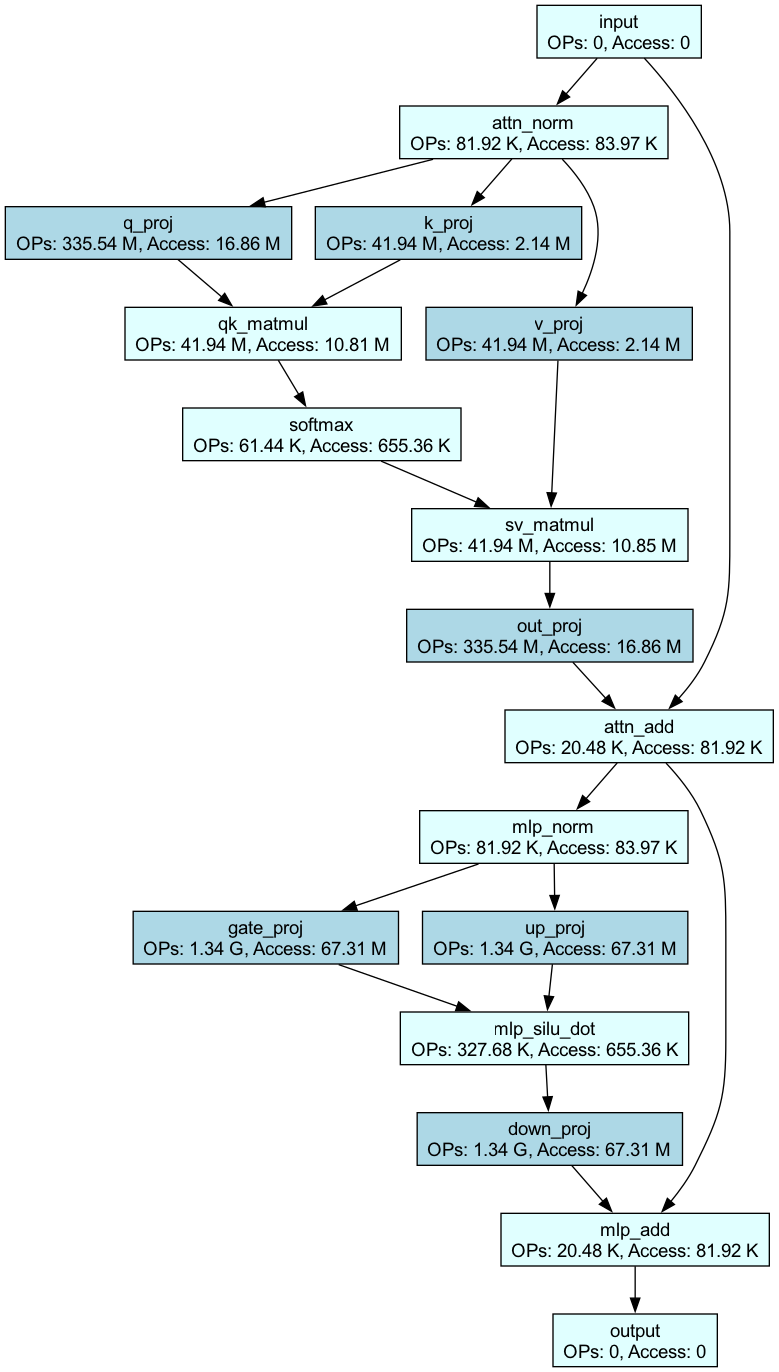 input
OPs: 0, Access: 0
attn_norm
OPs: 81.92 K, Access: 83.97 K
q_proj
OPs: 335.54 M, Access: 16.86 M
k_proj
OPs: 41.94 M, Access: 2.14 M
qk_matmul
OPs: 41.94 M, Access: 10.81 M
v_proj
OPs: 41.94 M, Access: 2.14 M
softmax
OPs: 61.44 K, Access: 655.36 K
sv_matmul
OPs: 41.94 M, Access: 10.85 M
out_proj
OPs: 335.54 M, Access: 16.86 M
attn_add
OPs: 20.48 K, Access: 81.92 K
mlp_norm
OPs: 81.92 K, Access: 83.97 K
gate_proj
OPs: 1.34 G, Access: 67.31 M
up_proj
OPs: 1.34 G, Access: 67.31 M
mlp_silu_dot
OPs: 327.68 K, Access: 655.36 K
down_proj
OPs: 1.34 G, Access: 67.31 M
mlp_add
OPs: 20.48 K, Access: 81.92 K
output
OPs: 0, Access: 0